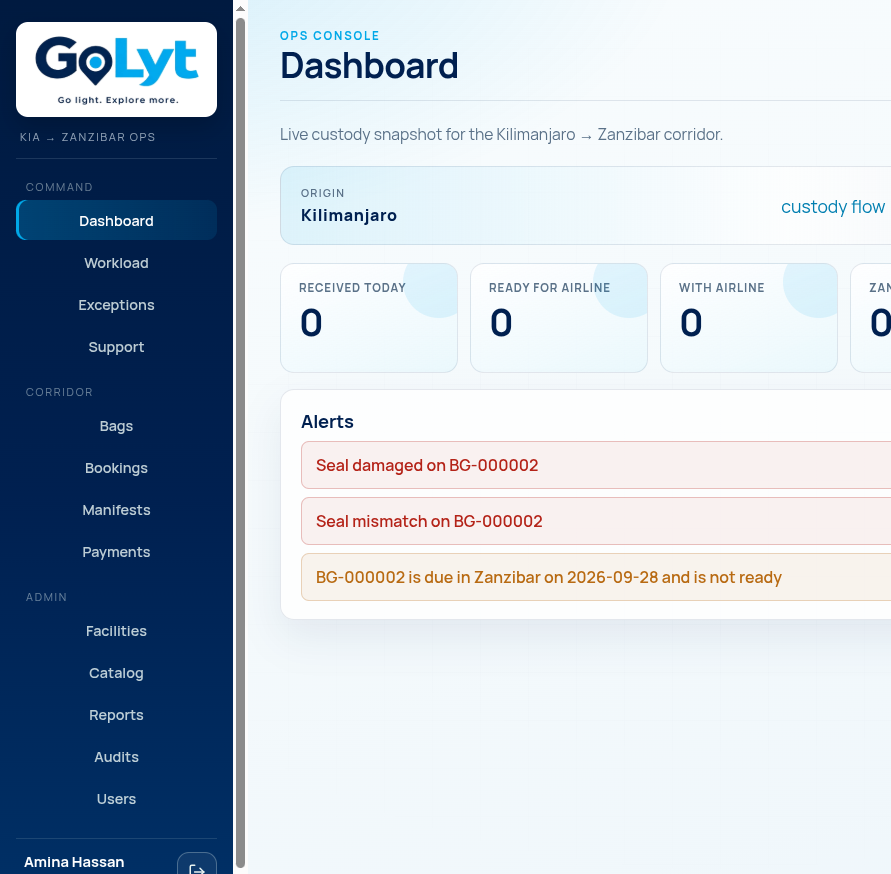 GoLyt
Go light. Explore more.
KIA → ZANZIBAR OPS
COMMAND
Dashboard
Workload
Exceptions
Support
CORRIDOR
Bags
Bookings
Manifests
Payments
ADMIN
Facilities
Catalog
Reports
Audits
Users
Amina Hassan
OPS CONSOLE
Dashboard
Live custody snapshot for the Kilimanjaro → Zanzibar corridor.
ORIGIN
Kilimanjaro
custody flow
RECEIVED TODAY
0
READY FOR AIRLINE
0
WITH AIRLINE
0
ZAN
0
Alerts
Seal damaged on BG-000002
Seal mismatch on BG-000002
BG-000002 is due in Zanzibar on 2026-09-28 and is not ready